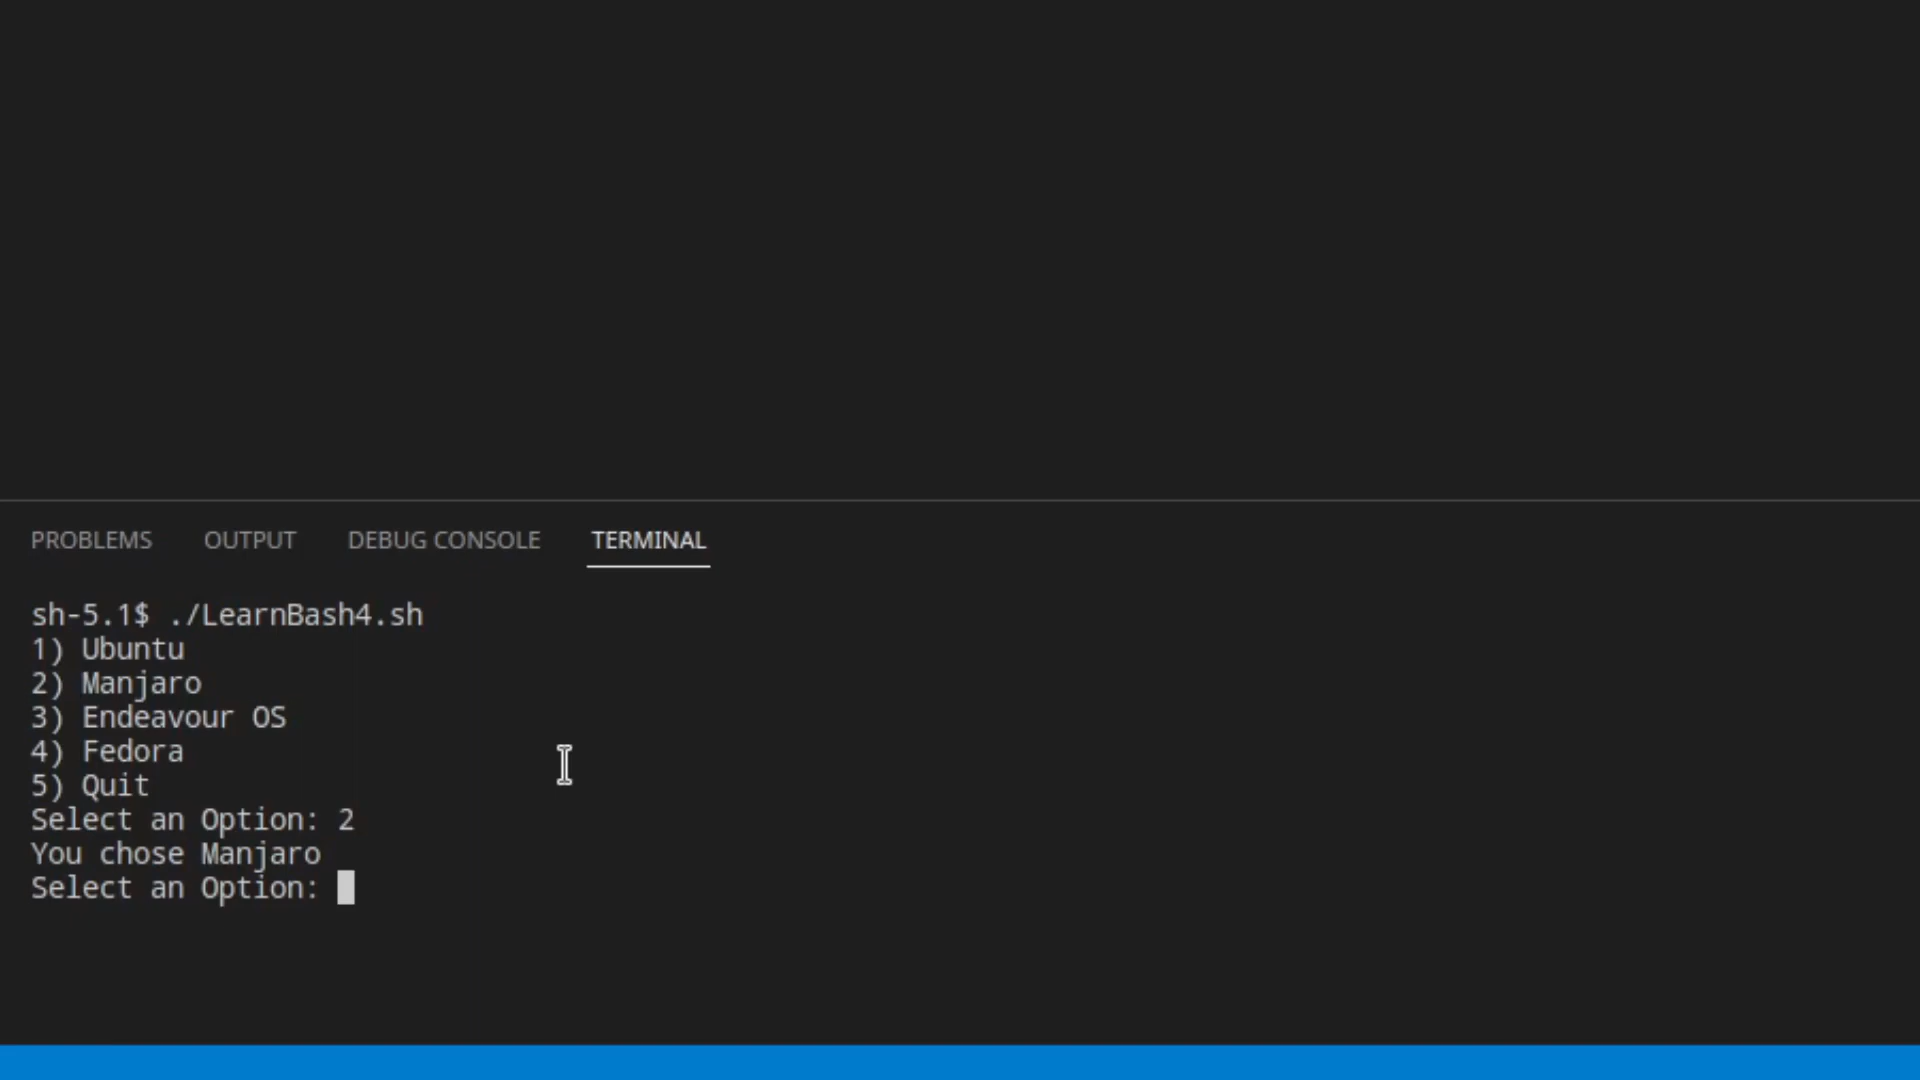 PROBLEMS OUTPUT DEBUG CONSOLE TERMINAL
sh-5.1$ ./LearnBash4.sh
1) Ubuntu
2) Manjaro
3) Endeavour OS
4) Fedora
5) Quit
Select an Option: 2
You chose Manjaro
Select an Option: